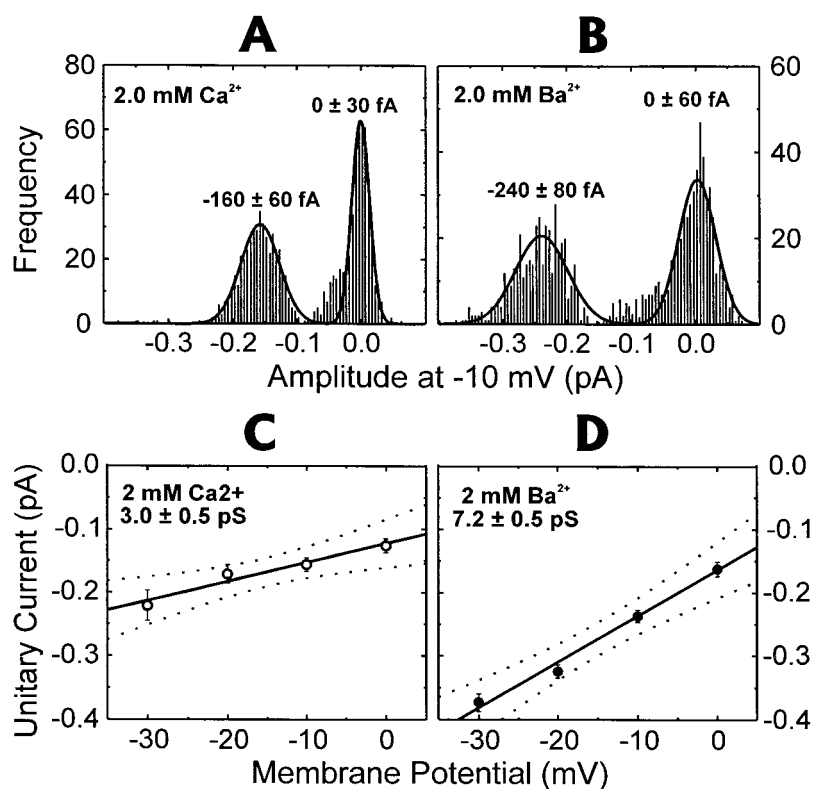 A
B
80
60
40
20
0
2.0 mM Ca2+
0 ± 30 fA
-160 ± 60 fA
2.0 mM Ba2+
0 ± 60 fA
-240 ± 80 fA
60
40
20
0
Frequency
-0.3 -0.2 -0.1 0.0
-0.3 -0.2 -0.1 0.0
Amplitude at -10 mV (pA)
C
D
0.0
-0.1
-0.2
-0.3
-0.4
2 mM Ca2+
3.0 ± 0.5 pS
2 mM Ba2+
7.2 ± 0.5 pS
0.0
-0.1
-0.2
-0.3
-0.4
Unitary Current (pA)
-30 -20 -10 0
-30 -20 -10 0
Membrane Potential (mV)